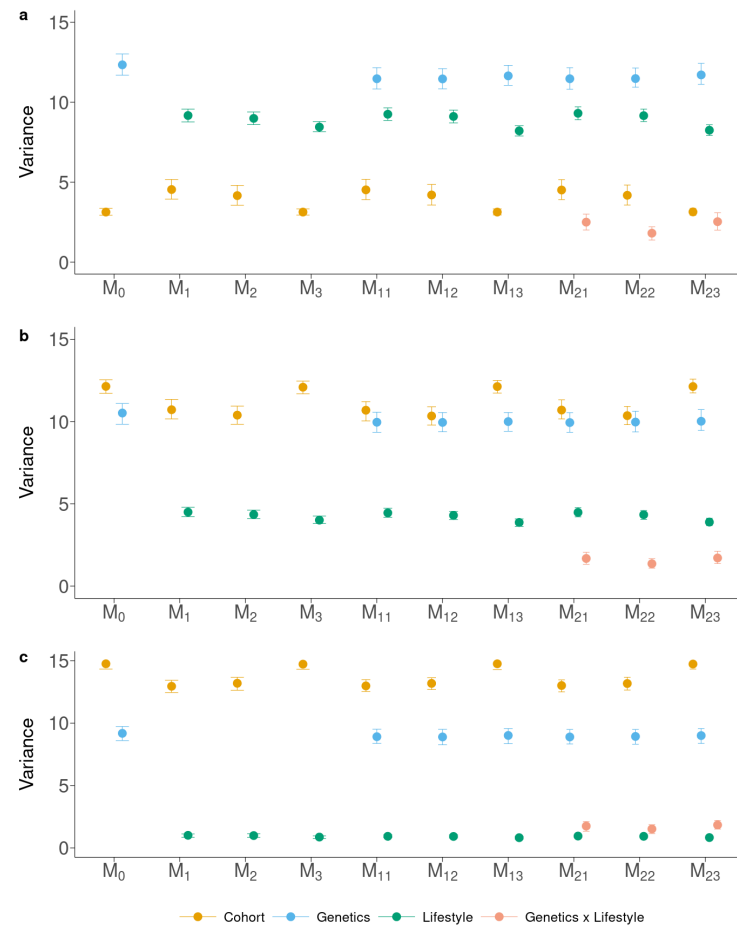 a
15
10
5
0
Variance
M₀ M₁ M₂ M₃ M₁₁ M₁₂ M₁₃ M₂₁ M₂₂ M₂₃
b
15
10
5
0
Variance
M₀ M₁ M₂ M₃ M₁₁ M₁₂ M₁₃ M₂₁ M₂₂ M₂₃
c
15
10
5
0
Variance
M₀ M₁ M₂ M₃ M₁₁ M₁₂ M₁₃ M₂₁ M₂₂ M₂₃
Cohort Genetics Lifestyle Genetics x Lifestyle